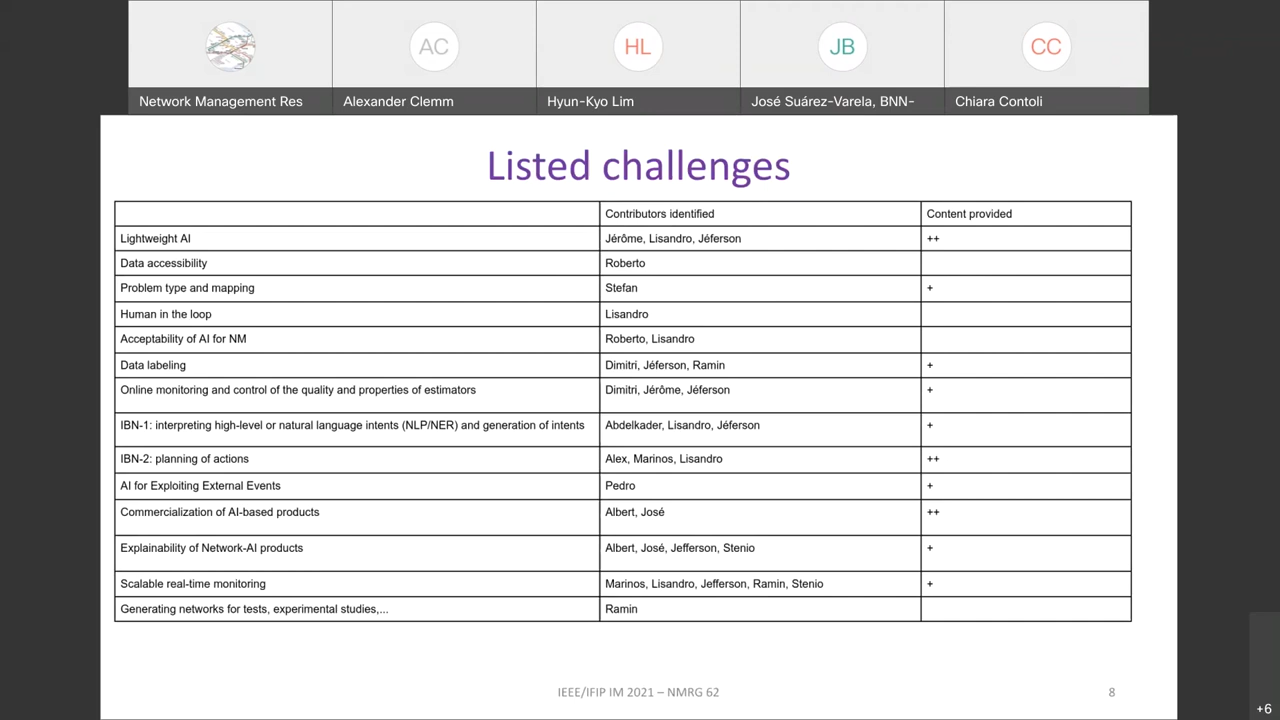 AC
HL
JB
CC
Network Management Res
Alexander Clemm
Hyun-Kyo Lim
José Suárez-Varela, BNN-
Chiara Contoli
Listed challenges
Contributors identified
Content provided
Lightweight AI
Jérôme, Lisandro, Jéferson
++
Data accessibility
Roberto
Problem type and mapping
Stefan
+
Human in the loop
Lisandro
Acceptability of AI for NM
Roberto, Lisandro
Data labeling
Dimitri, Jéferson, Ramin
+
Online monitoring and control of the quality and properties of estimators
Dimitri, Jérôme, Jéferson
+
IBN-1: interpreting high-level or natural language intents (NLP/NER) and generation of intents
Abdelkader, Lisandro, Jéferson
+
IBN-2: planning of actions
Alex, Marinos, Lisandro
++
AI for Exploiting External Events
Pedro
+
Commercialization of AI-based products
Albert, José
++
Explainability of Network-AI products
Albert, José, Jefferson, Stenio
+
Scalable real-time monitoring
Marinos, Lisandro, Jefferson, Ramin, Stenio
+
Generating networks for tests, experimental studies,...
Ramin
IEEE/IFIP IM 2021 – NMRG 62
8
+6